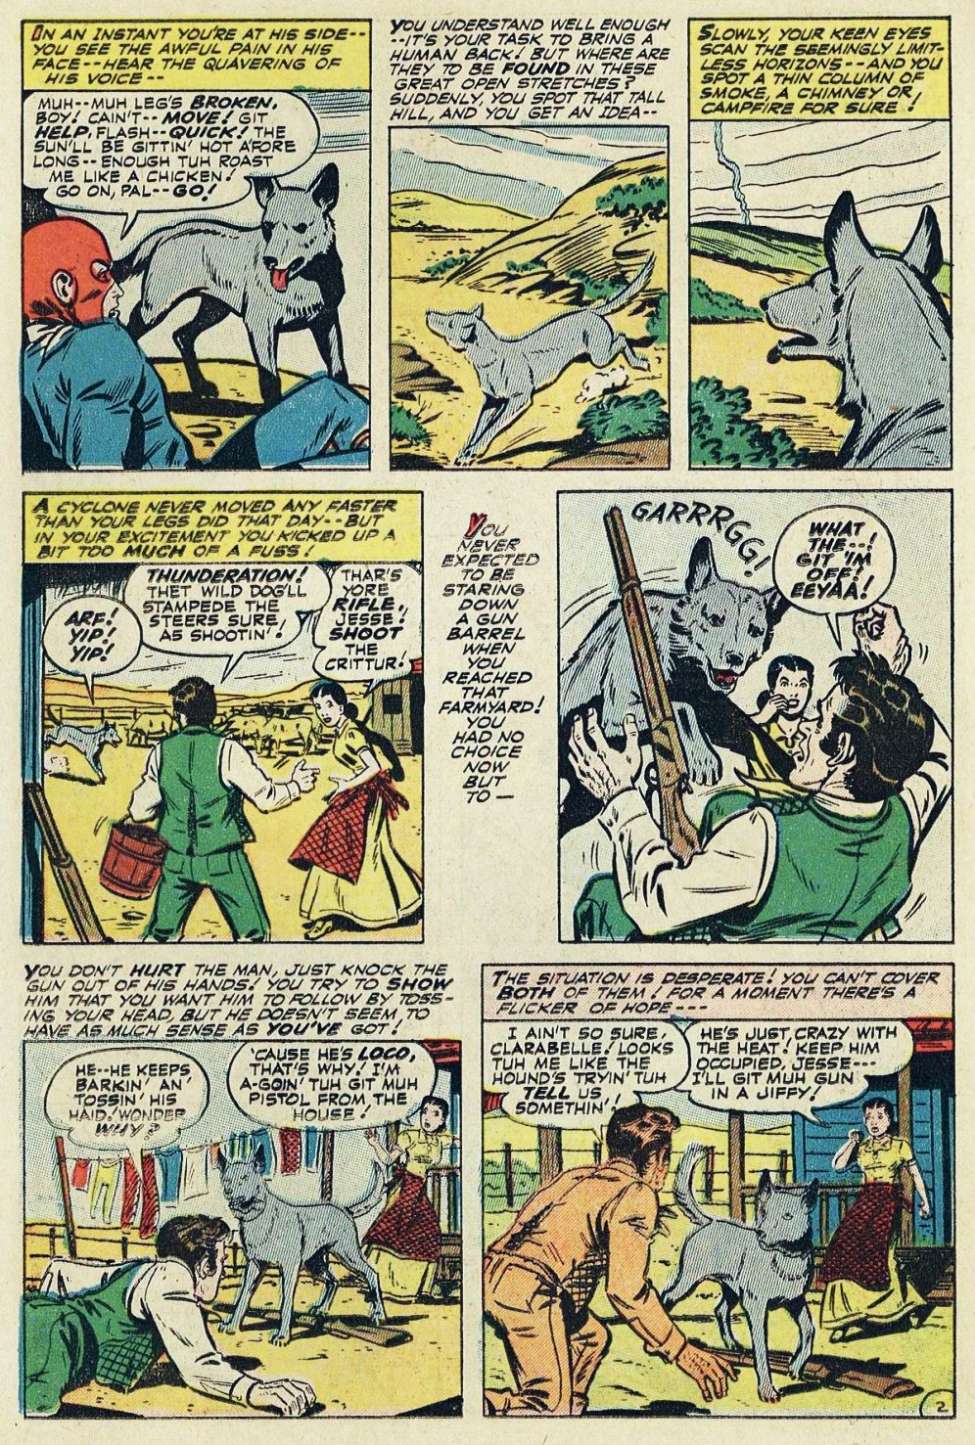 IN AN INSTANT YOU'RE AT HIS SIDE--
YOU SEE THE AWFUL PAIN IN HIS
FACE--HEAR THE QUAVERING OF
HIS VOICE--
MUH--MUH LEG'S BROKEN,
BOY! CAIN'T--MOVE! GIT
HELP, FLASH--QUICK! THE
SUN'LL BE GITTIN' HOT AFORE
LONG--ENOUGH TUH ROAST
ME LIKE A CHICKEN!
GO ON, PAL--GO!
YOU UNDERSTAND WELL ENOUGH
--IT'S YOUR TASK TO BRING A
HUMAN BACK! BUT WHERE ARE
THEY TO BE FOUND IN THESE
GREAT OPEN STRETCHES?
SUDDENLY, YOU SPOT THAT TALL
HILL, AND YOU GET AN IDEA--
SLOWLY, YOUR KEEN EYES
SCAN THE SEEMINGLY LIMIT-
LESS HORIZONS--AND YOU
SPOT A THIN COLUMN OF
SMOKE, A CHIMNEY OR
CAMPFIRE FOR SURE!
A CYCLONE NEVER MOVED ANY FASTER
THAN YOUR LEGS DID THAT DAY--BUT
IN YOUR EXCITEMENT YOU KICKED UP A
BIT TOO MUCH OF A FUSS!
ARF!
YIP!
YIP!
THUNDERATION!
THET WILD DOG'LL
STAMPEDE THE
STEERS SURE,
AS SHOOTIN'!
THAR'S
YORE
RIFLE,
JESSE!
SHOOT
THE
CRITTUR!
YOU
NEVER
EXPECTED
TO BE
STARING
DOWN
A GUN
BARREL
WHEN
YOU
REACHED
THAT
FARMYARD!
YOU
HAD NO
CHOICE
NOW
BUT
TO—
GARRRGG!
WHAT
THE--!
GIT 'IM
OFF!
EEYAA!
YOU DON'T HURT THE MAN, JUST KNOCK THE
GUN OUT OF HIS HANDS! YOU TRY TO SHOW
HIM THAT YOU WANT HIM TO FOLLOW BY TOSS-
ING YOUR HEAD, BUT HE DOESN'T SEEM TO
HAVE AS MUCH SENSE AS YOU'VE GOT!
HE--HE KEEPS
BARKIN' AN'
TOSSIN' HIS
HAID! WONDER
WHY?
'CAUSE HE'S LOCO,
THAT'S WHY! I'M
A-GOIN' TUH GIT MUH
PISTOL FROM THE
HOUSE!
THE SITUATION IS DESPERATE! YOU CAN'T COVER
BOTH OF THEM! FOR A MOMENT THERE'S A
FLICKER OF HOPE---
I AIN'T SO SURE,
CLARABELLE! LOOKS
TUH ME LIKE THE
HOUND'S TRYIN' TUH
TELL US
SOMETHIN'!
HE'S JUST CRAZY WITH
THE HEAT! KEEP HIM
OCCUPIED, JESSE---
I'LL GIT MUH GUN
IN A JIFFY!
2